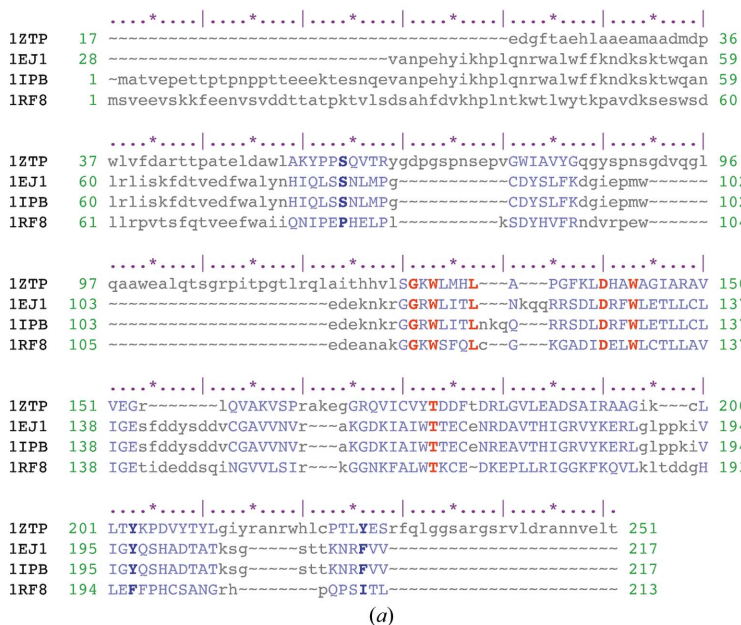 ....*....|....*....|....*....|....*....|....*....|....*....|
1ZTP 17 ~~~~~~~~~~~~~~~~~~~~~~~~~~~~~~~~~~~~~~~~edgftaehlaaeamaadmdp 36
1EJ1 28 ~~~~~~~~~~~~~~~~~~~~~~~~~~~~vanpehyikhplqnrwalwffkndksktwqan 59
1IPB 1 ~matvepettptpnpptteeektesnqevanpehyikhplqnrwalwffkndksktwqan 59
1RF8 1 msveevskkfeenvsvddttatpktvlsdsahfdvkhplntkwtlwytkpavdkseswsd 60
....*....|....*....|....*....|....*....|....*....|....*....|
1ZTP 37 wlvfdarttpateldawlAKYPPSQVTRYgdpgspnsepvGWIAVYGqgyspnsgdvqgl 96
1EJ1 60 lrliskfdtvedfwalynHIQLSSNLMPg~~~~~~~~~~~CDYSLFKdgiepmw~~~~~~ 102
1IPB 60 lrliskfdtvedfwalynHIQLSSNLMPg~~~~~~~~~~~CDYSLFKdgiepmw~~~~~~ 102
1RF8 61 llrpvtsfqtveefwaiiQNIPEPHELPl~~~~~~~~~~kSDYHVFRndvrpew~~~~~~ 104
....*....|....*....|....*....|....*....|....*....|....*....|
1ZTP 97 qaawealqtsgrpitpgtlrqlaithhvlSGKWLMHL~~~A~~~PGFKLDHAWAGIARAV 150
1EJ1 103 ~~~~~~~~~~~~~~~~~~~~~~edeknkrGGRWLITL~~~NkqqRRSDLDRFWLETLLCL 137
1IPB 103 ~~~~~~~~~~~~~~~~~~~~~~edeknkrGGRWLITLnkqQ~~~RRSDLDRFWLETLLCL 137
1RF8 105 ~~~~~~~~~~~~~~~~~~~~~~edeanakGGKWSFQLc~~G~~~KGADIDELWLCTLLAV 137
....*....|....*....|....*....|....*....|....*....|....*....|
1ZTP 151 VEGr~~~~~~~lQVAKVSPrakegGRQVICVYTDDFtDRLGVLEADSAIRAAGik~~~cL 200
1EJ1 138 IGEsfddysddvCGAVVNVr~~~aKGDKIAIWTTECeNREAVTHIGRVYKERLglppkiV 194
1IPB 138 IGEsfddysddvCGAVVNVr~~~aKGDKIAIWTTECeNREAVTHIGRVYKERLglppkiV 194
1RF8 138 IGEtideddsqiNGVVLSIr~~~kGGNKFALWTKCE~DKEPLLRIGGKFKQVLkltddgH 193
....*....|....*....|....*....|....*....|....*....|.
1ZTP 201 LTYKPDVYTYLgiyranrwhlcPTLYESrfqlggsargsrvldrannvelt 251
1EJ1 195 IGYQSHADTATksg~~~~~sttKNRFVV~~~~~~~~~~~~~~~~~~~~~~~ 217
1IPB 195 IGYQSHADTATksg~~~~~sttKNRFVV~~~~~~~~~~~~~~~~~~~~~~~ 217
1RF8 194 LEFFPHCSANGrh~~~~~~~~pQPSITL~~~~~~~~~~~~~~~~~~~~~~~ 213
(a)